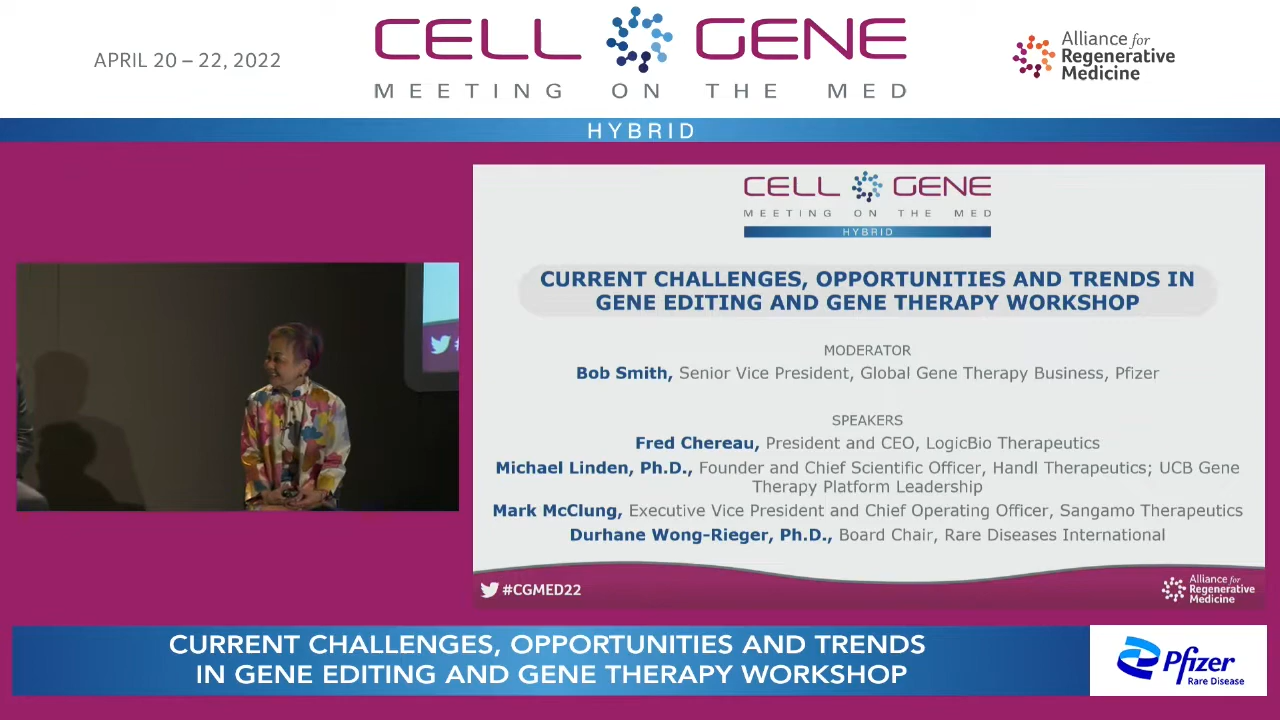 APRIL 20 – 22, 2022
CELL GENE
MEETING ON THE MED
Alliance for
Regenerative
Medicine
HYBRID
CELL GENE
MEETING ON THE MED
HYBRID
CURRENT CHALLENGES, OPPORTUNITIES AND TRENDS IN
GENE EDITING AND GENE THERAPY WORKSHOP
MODERATOR
Bob Smith, Senior Vice President, Global Gene Therapy Business, Pfizer
SPEAKERS
Fred Chereau, President and CEO, LogicBio Therapeutics
Michael Linden, Ph.D., Founder and Chief Scientific Officer, Handl Therapeutics; UCB Gene
Therapy Platform Leadership
Mark McClung, Executive Vice President and Chief Operating Officer, Sangamo Therapeutics
Durhane Wong-Rieger, Ph.D., Board Chair, Rare Diseases International
#CGMED22
Alliance for
Regenerative
Medicine
CURRENT CHALLENGES, OPPORTUNITIES AND TRENDS
IN GENE EDITING AND GENE THERAPY WORKSHOP
Pfizer
Rare Disease